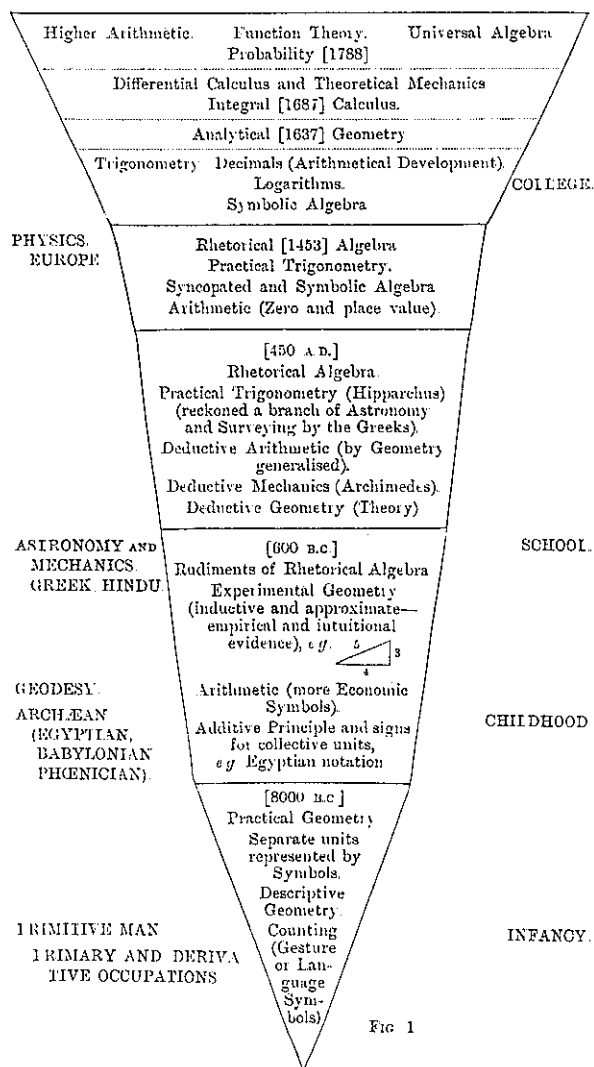 Higher Arithmetic. Function Theory. Universal Algebra
Probability [1788]
Differential Calculus and Theoretical Mechanics
Integral [1687] Calculus.
Analytical [1637] Geometry
Trigonometry Decimals (Arithmetical Development).
Logarithms.
Symbolic Algebra
COLLEGE.
PHYSICS.
EUROPE
Rhetorical [1453] Algebra
Practical Trigonometry.
Syncopated and Symbolic Algebra
Arithmetic (Zero and place value).
[450 A.D.]
Rhetorical Algebra.
Practical Trigonometry (Hipparchus)
(reckoned a branch of Astronomy
and Surveying by the Greeks).
Deductive Arithmetic (by Geometry
generalised).
Deductive Mechanics (Archimedes).
Deductive Geometry (Theory)
ASTRONOMY AND
MECHANICS.
GREEK. HINDU.
SCHOOL.
[600 B.C.]
Rudiments of Rhetorical Algebra
Experimental Geometry
(inductive and approximate—
empirical and intuitional
evidence), e.g. 5 3
4
GEODESY.
ARCHÆAN
(EGYPTIAN,
BABYLONIAN
PHŒNICIAN).
Arithmetic (more Economic
Symbols).
Additive Principle and signs
for collective units,
e g Egyptian notation
CHILDHOOD
[8000 B.C]
Practical Geometry
Separate units
represented by
Symbols.
Descriptive
Geometry.
Counting
(Gesture
or Lan-
guage
Sym-
bols)
PRIMITIVE MAN
PRIMARY AND DERIVA
TIVE OCCUPATIONS
INFANCY.
FIG 1